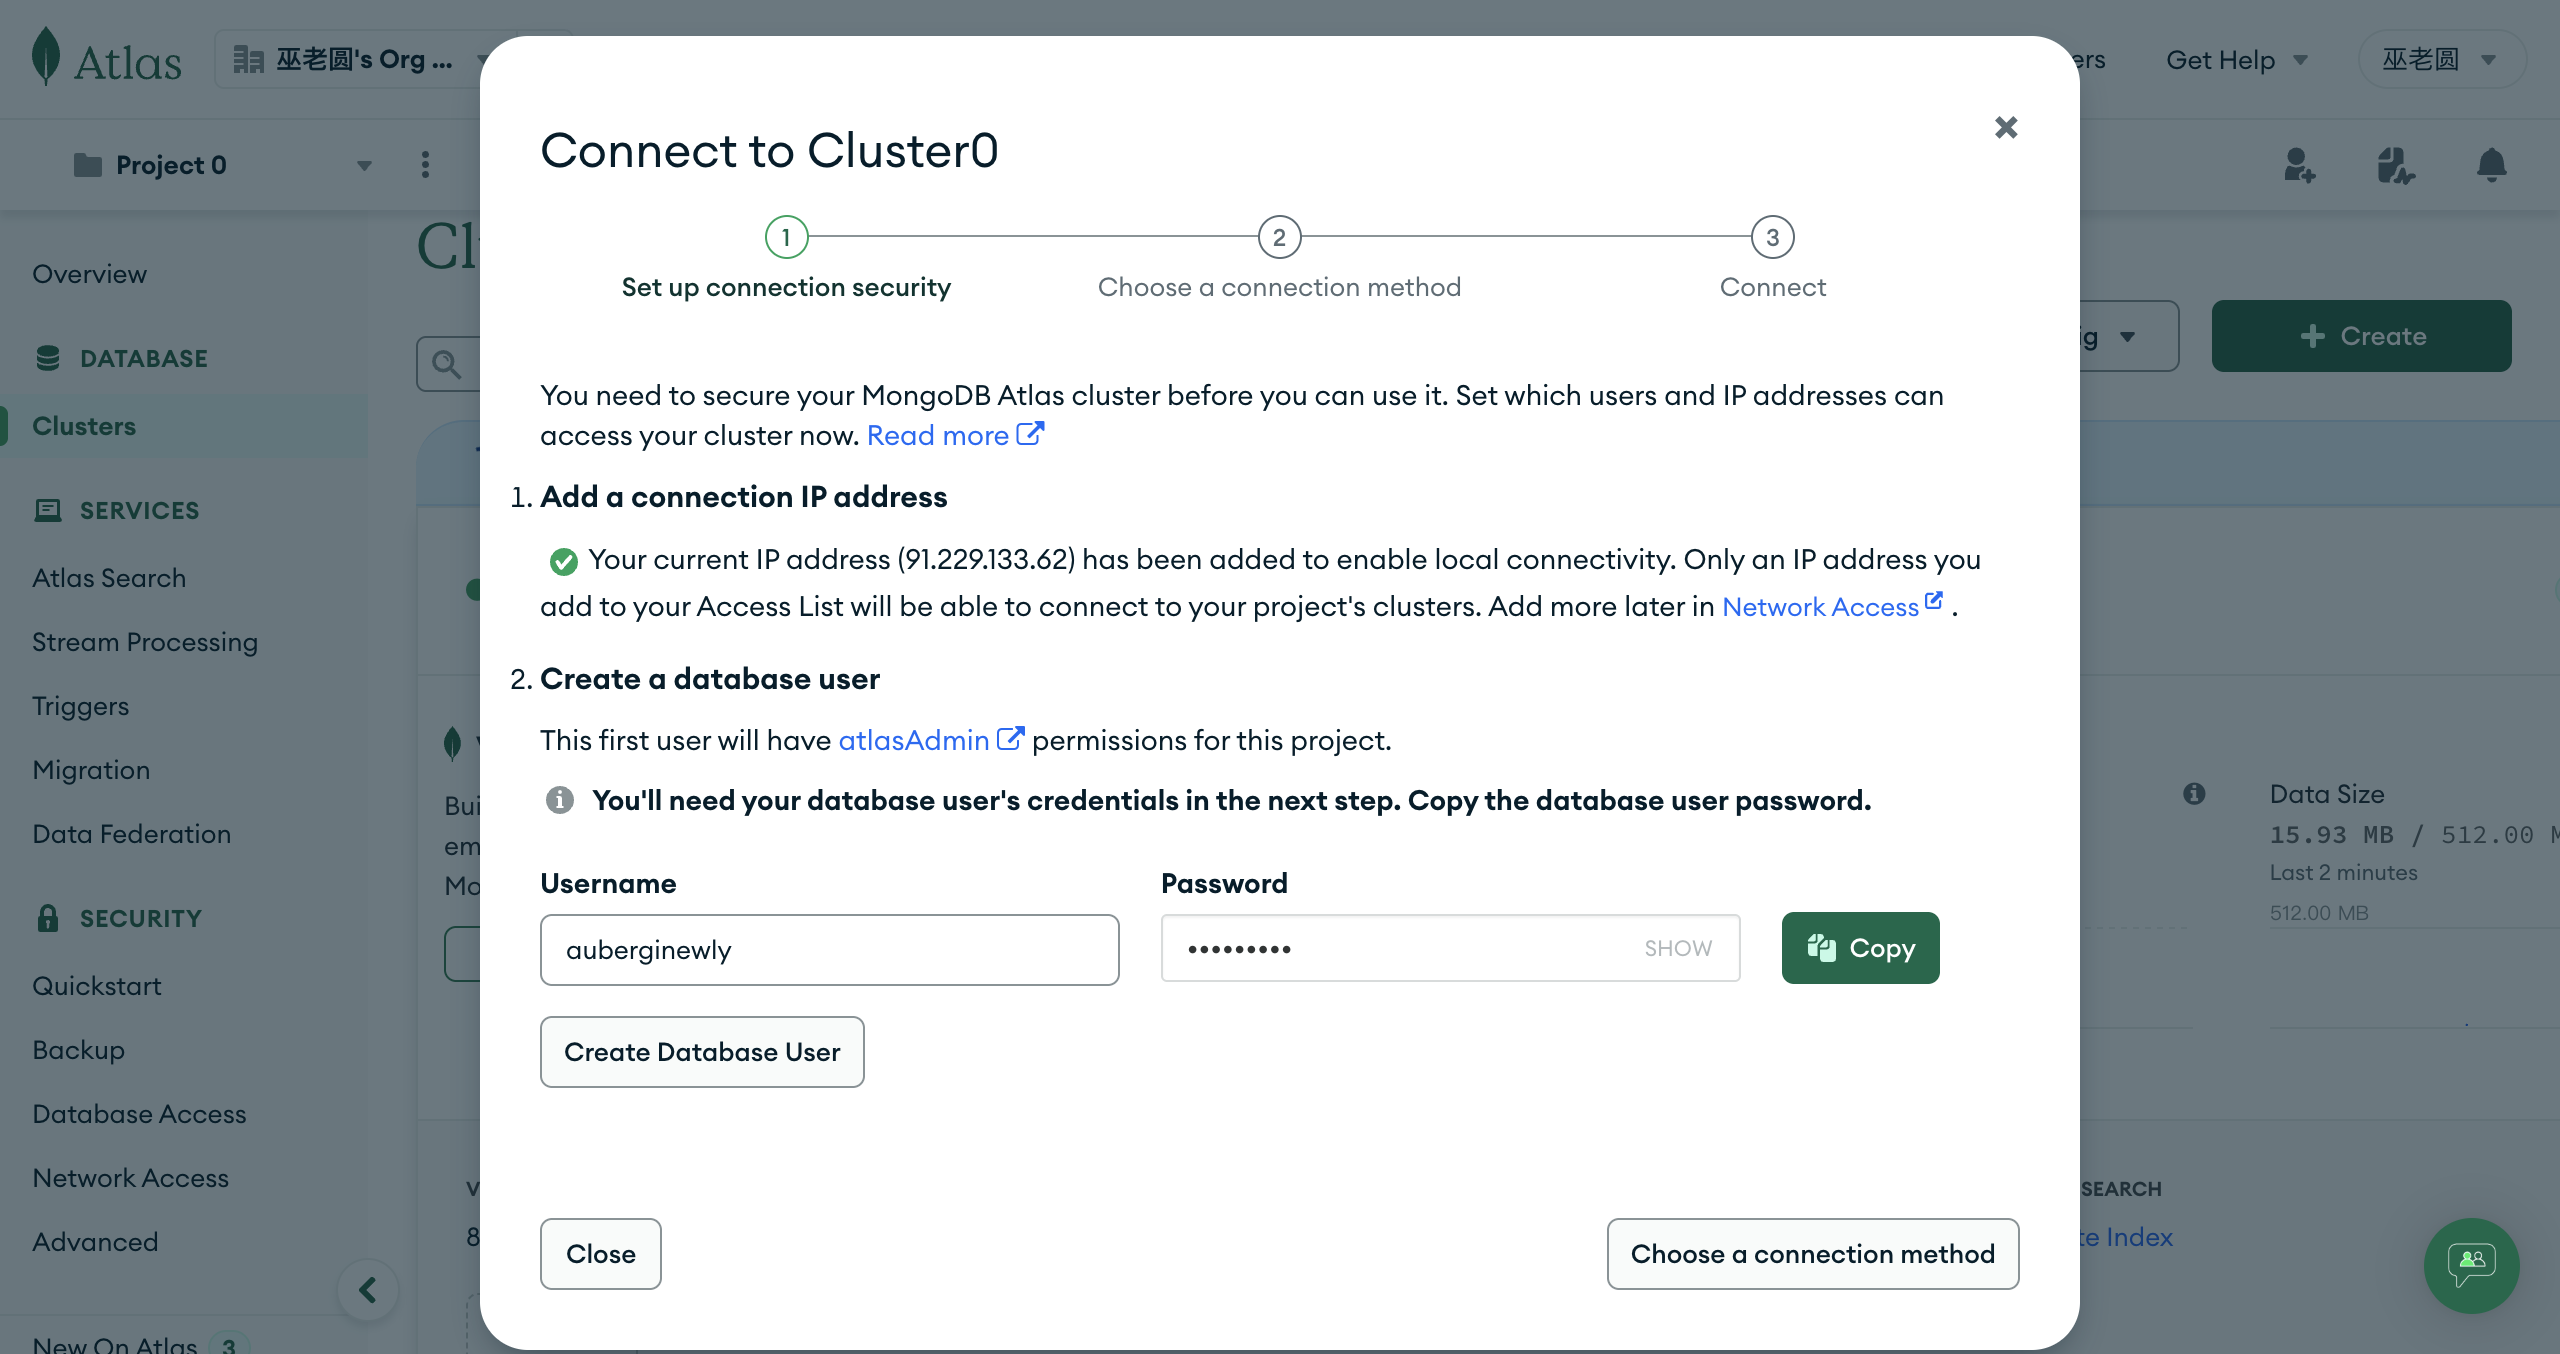 Atlas
巫老圆's Org ...
Get Help
巫老圆
Project 0
Overview
DATABASE
Clusters
SERVICES
Atlas Search
Stream Processing
Triggers
Migration
Data Federation
SECURITY
Quickstart
Backup
Database Access
Network Access
Advanced
New On Atlas 3
Connect to Cluster0
1
2
3
Set up connection security
Choose a connection method
Connect
You need to secure your MongoDB Atlas cluster before you can use it. Set which users and IP addresses can
access your cluster now. Read more
1. Add a connection IP address
Your current IP address (91.229.133.62) has been added to enable local connectivity. Only an IP address you
add to your Access List will be able to connect to your project's clusters. Add more later in Network Access .
2. Create a database user
This first user will have atlasAdmin permissions for this project.
You'll need your database user's credentials in the next step. Copy the database user password.
Username
Password
auberginewly
••••••••• SHOW
Copy
Create Database User
Close
Choose a connection method
Create
Data Size
15.93 MB / 512.00
Last 2 minutes
512.00 MB
SEARCH
Index